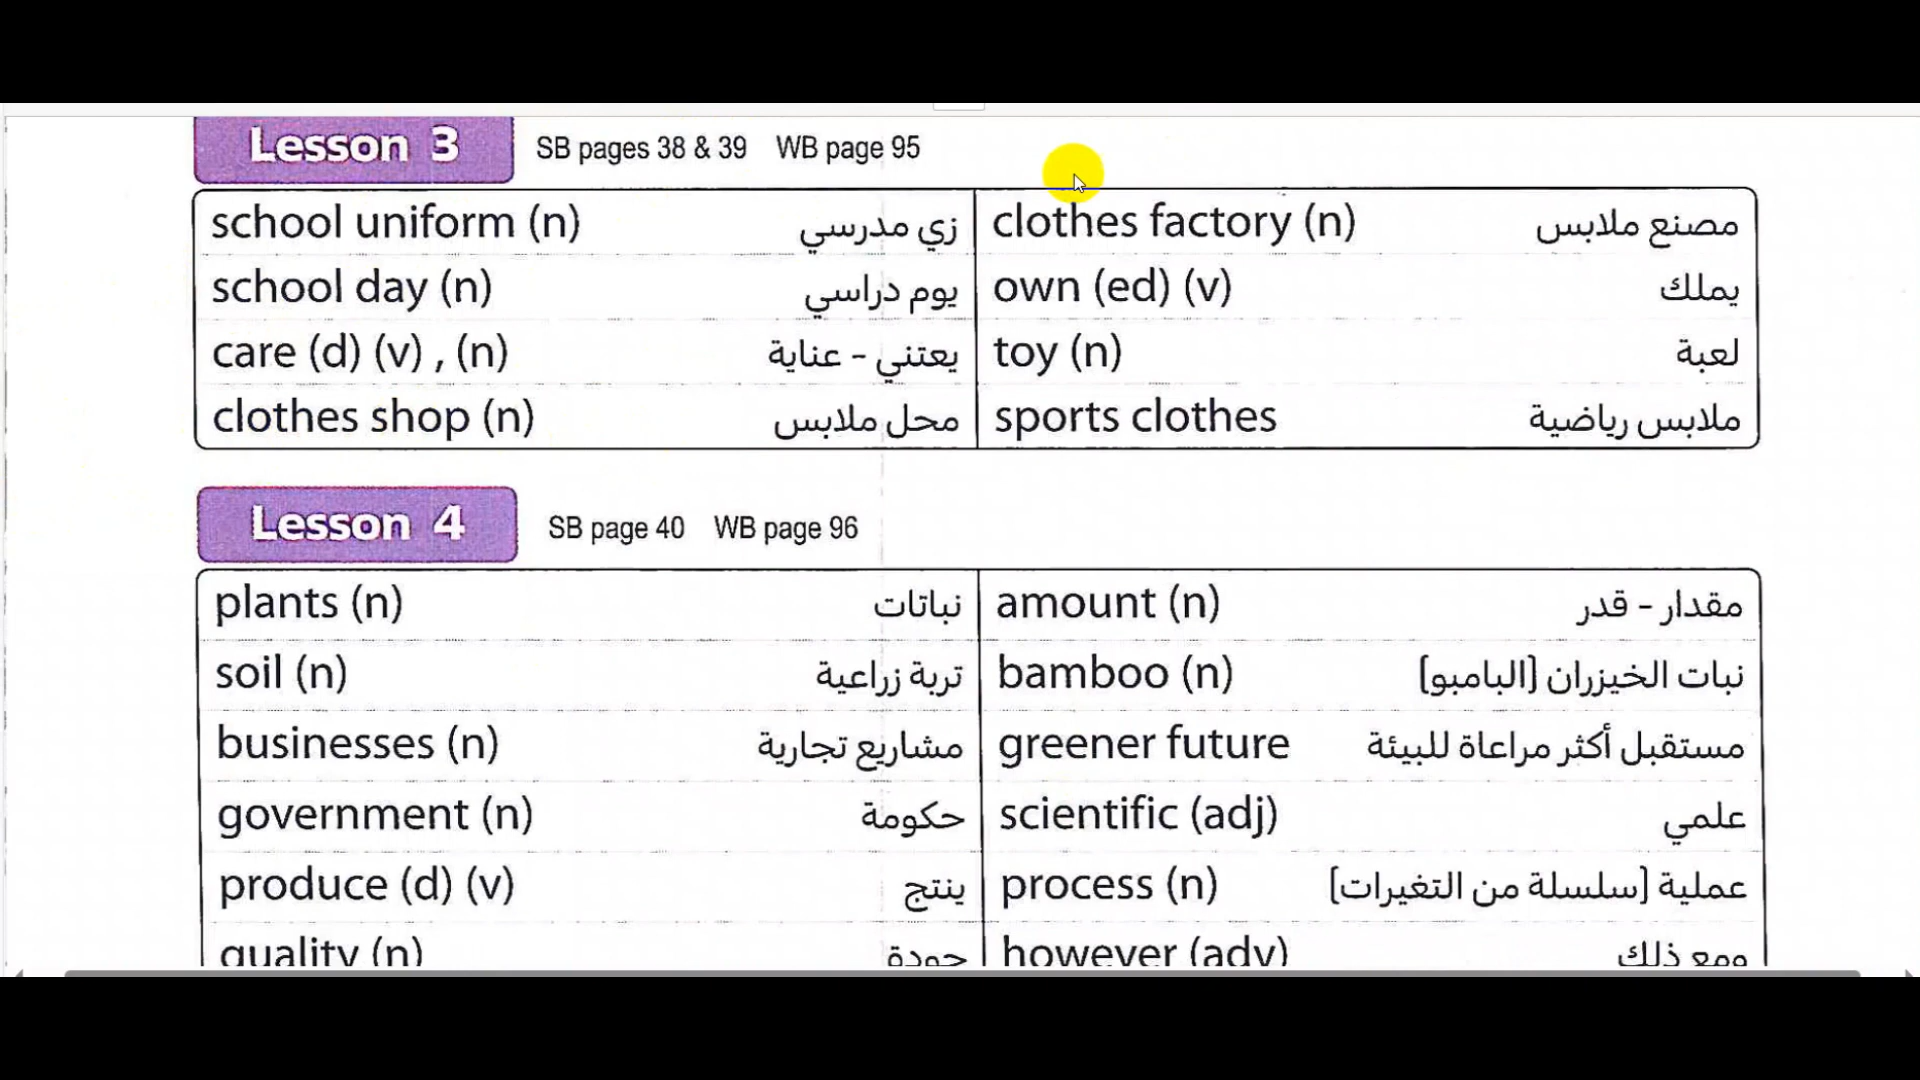 Lesson 3 SB pages 38 & 39 WB page 95
school uniform (n) زي مدرسي clothes factory (n) مصنع ملابس
school day (n) يوم دراسي own (ed) (v) يملك
care (d) (v) , (n) يعتني - عناية toy (n) لعبة
clothes shop (n) محل ملابس sports clothes ملابس رياضية
Lesson 4 SB page 40 WB page 96
plants (n) نباتات amount (n) مقدار - قدر
soil (n) تربة زراعية bamboo (n) نبات الخيزران [البامبو]
businesses (n) مشاريع تجارية greener future مستقبل أكثر مراعاة للبيئة
government (n) حكومة scientific (adj) علمي
produce (d) (v) ينتج process (n) عملية [سلسلة من التغيرات]
quality (n) جودة however (adv) ومع ذلك